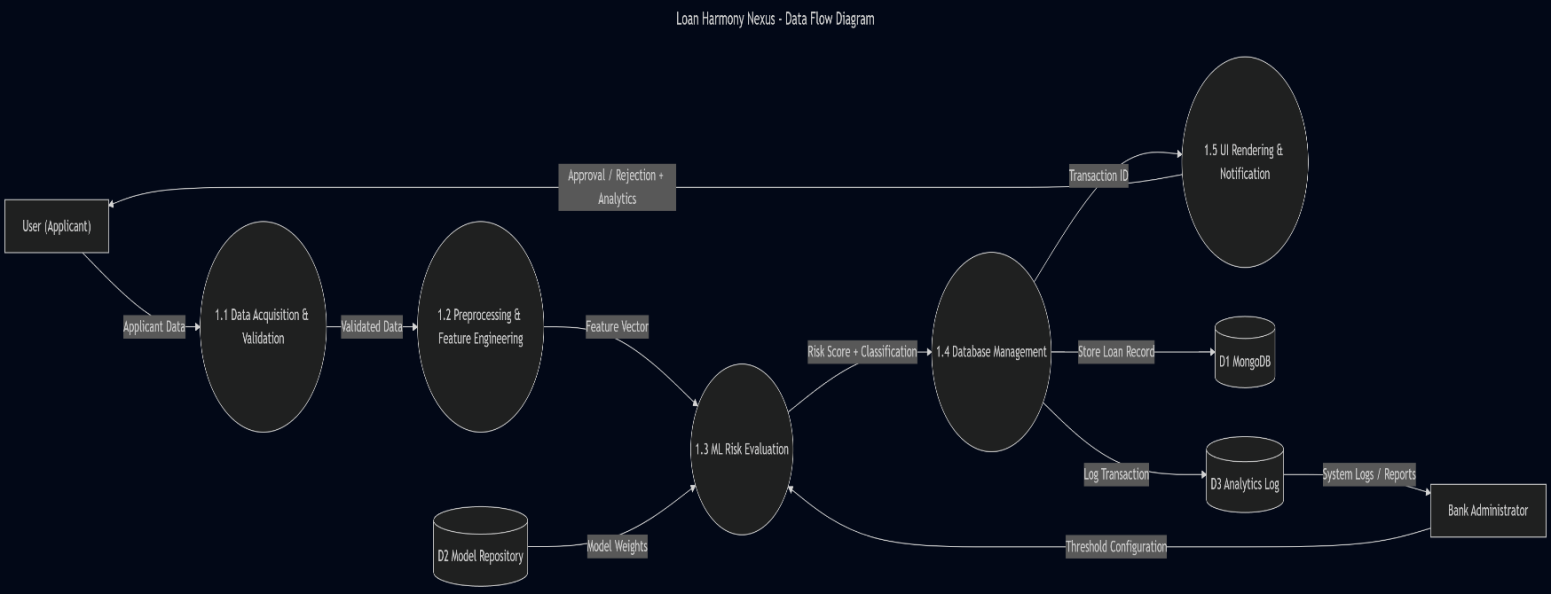 Loan Harmony Nexus - Data Flow Diagram
1.5 UI Rendering &
Notification
Transaction ID
Approval / Rejection +
Analytics
User (Applicant)
Applicant Data
1.1 Data Acquisition &
Validation
Validated Data
1.2 Preprocessing &
Feature Engineering
Feature Vector
Risk Score + Classification
1.4 Database Management
Store Loan Record
D1 MongoDB
1.3 ML Risk Evaluation
Log Transaction
D3 Analytics Log
System Logs / Reports
Bank Administrator
D2 Model Repository
Model Weights
Threshold Configuration